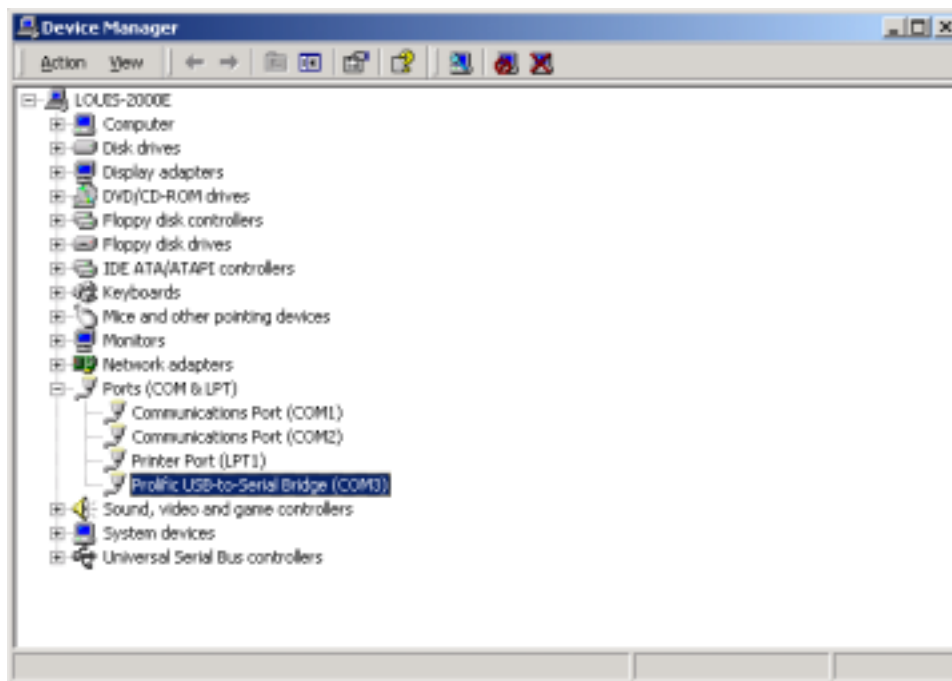 Device Manager
Action View
LOUIS-2000E
Computer
Disk drives
Display adapters
DVD/CD-ROM drives
Floppy disk controllers
Floppy disk drives
IDE ATA/ATAPI controllers
Keyboards
Mice and other pointing devices
Monitors
Network adapters
Ports (COM & LPT)
Communications Port (COM1)
Communications Port (COM2)
Printer Port (LPT1)
Prolific USB-to-Serial Bridge (COM3)
Sound, video and game controllers
System devices
Universal Serial Bus controllers